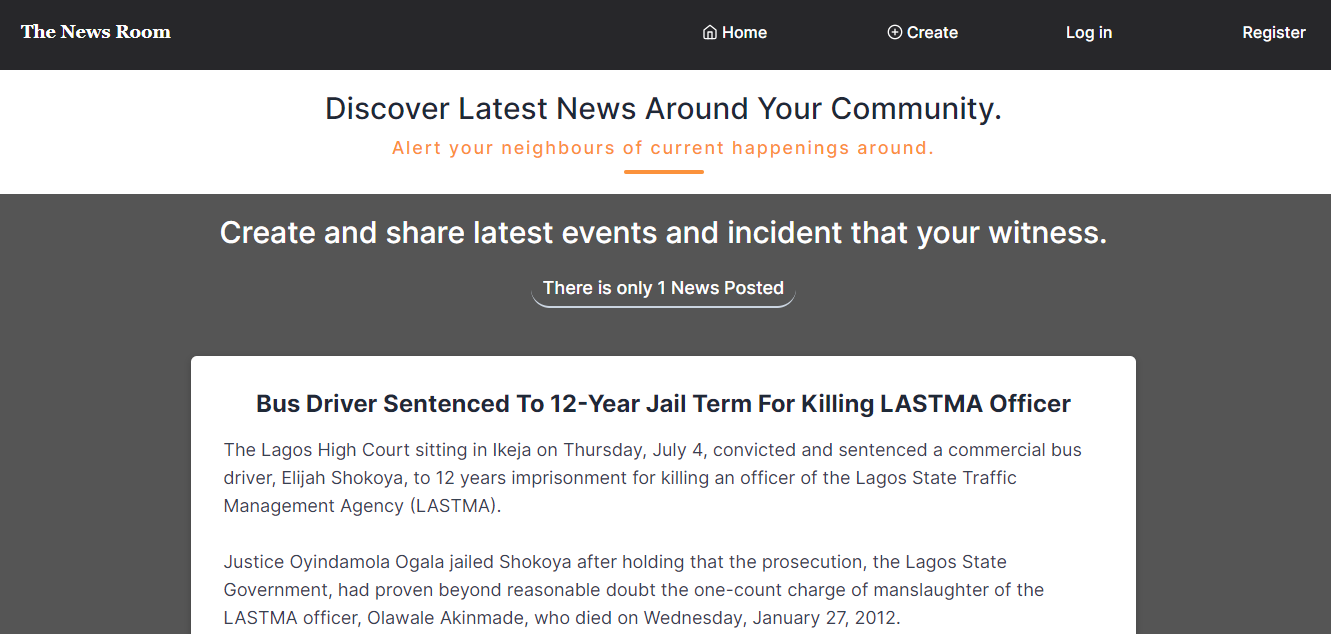 The News Room
Home
Create
Log in
Register
Discover Latest News Around Your Community.
Alert your neighbours of current happenings around.
Create and share latest events and incident that your witness.
There is only 1 News Posted
Bus Driver Sentenced To 12-Year Jail Term For Killing LASTMA Officer
The Lagos High Court sitting in Ikeja on Thursday, July 4, convicted and sentenced a commercial bus
driver, Elijah Shokoya, to 12 years imprisonment for killing an officer of the Lagos State Traffic
Management Agency (LASTMA).
Justice Oyindamola Ogala jailed Shokoya after holding that the prosecution, the Lagos State
Government, had proven beyond reasonable doubt the one-count charge of manslaughter of the
LASTMA officer, Olawale Akinmade, who died on Wednesday, January 27, 2012.